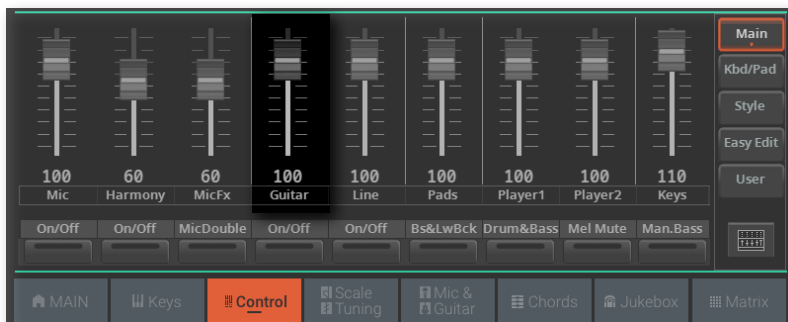 Main
Kbd/Pad
Style
Easy Edit
User
100 60 60 100 100 100 100 100 110
Mic Harmony MicFx Guitar Line Pads Player1 Player2 Keys
On/Off On/Off MicDouble On/Off On/Off Bs&LwBck Drum&Bass Mel Mute Man.Bass
MAIN Keys Control Scale Tuning Mic & Guitar Chords Jukebox Matrix